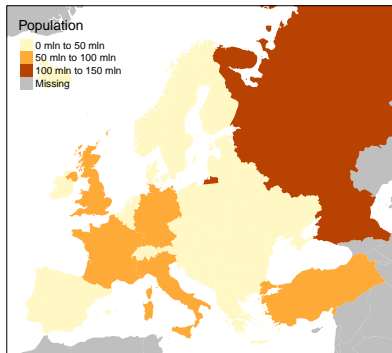 Population
0 mln to 50 mln
50 mln to 100 mln
100 mln to 150 mln
Missing